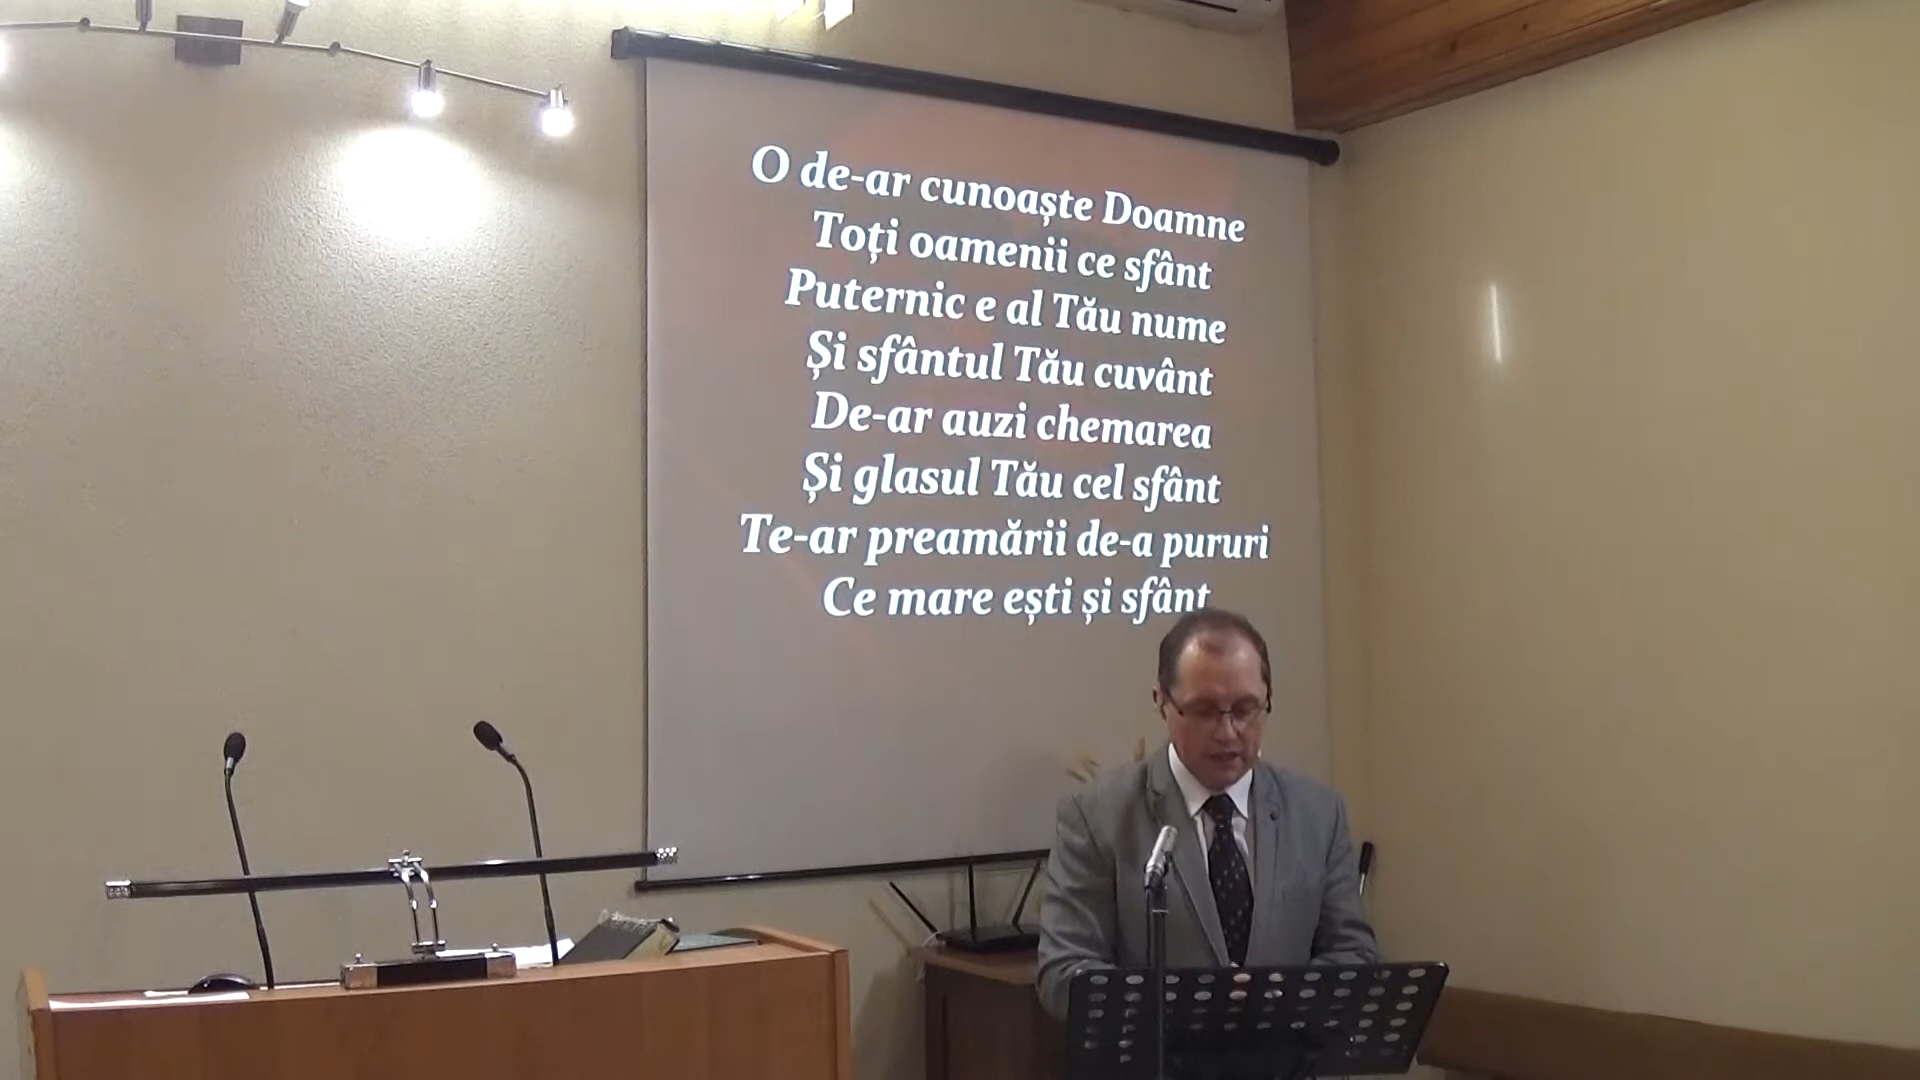 O de-ar cunoaște Doamne
Toți oamenii ce sfânt
Puternic e al Tău nume
Și sfântul Tău cuvânt
De-ar auzi chemarea
Și glasul Tău cel sfânt
Te-ar preamării de-a pururi
Ce mare ești și sfânt